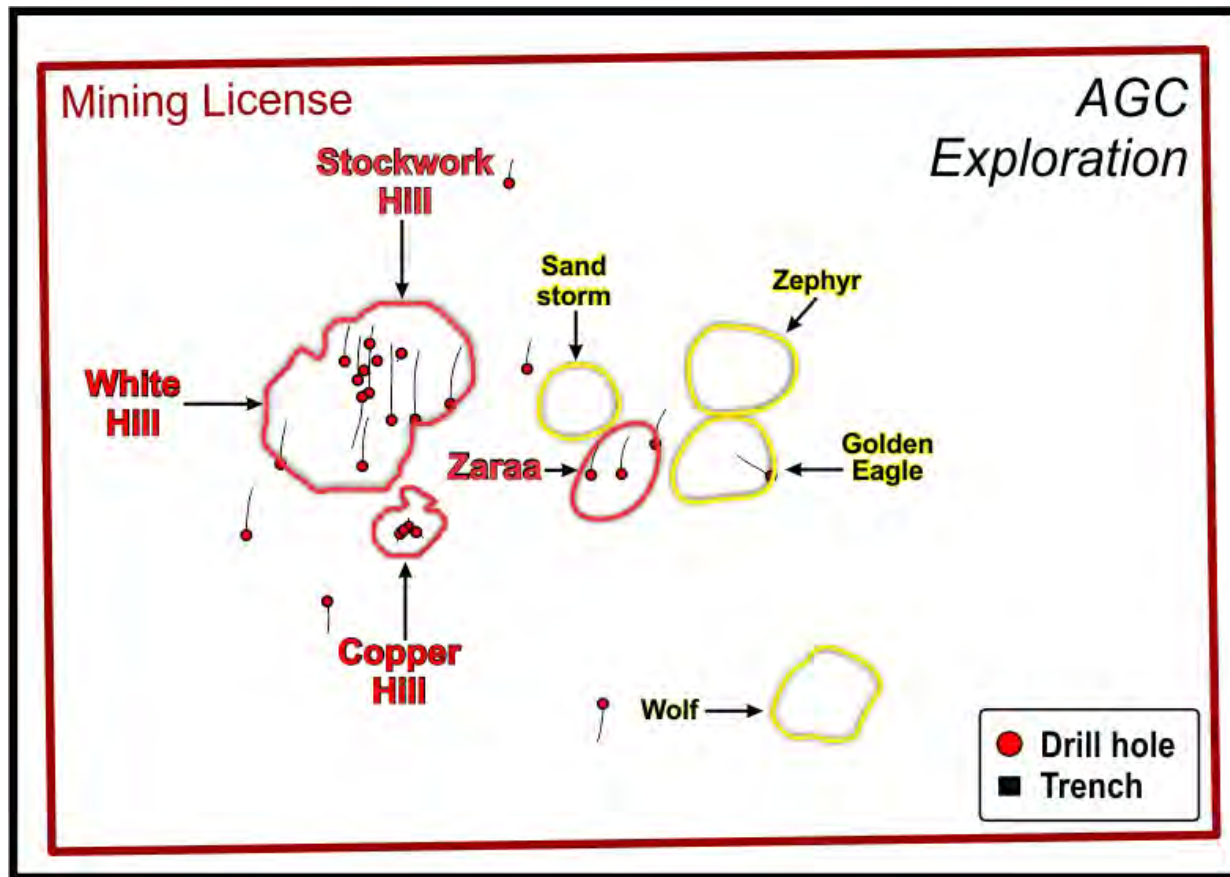 Mining License
AGC
Exploration
Stockwork
Hill
Sand
storm
Zephyr
White
Hill
Zaraa
Golden
Eagle
Copper
Hill
Wolf
Drill hole
Trench